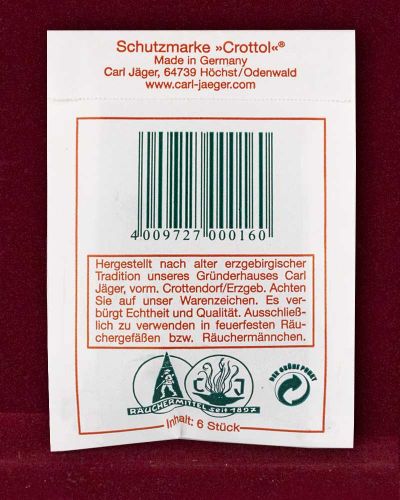 Schutzmarke »Crottol«®
Made in Germany
Carl Jäger, 64739 Höchst/Odenwald
www.carl-jaeger.com
4 009727 000160
Hergestellt nach alter erzgebirgischer
Tradition unseres Gründerhauses Carl
Jäger, vorm. Crottendorf/Erzgeb. Achten
Sie auf unser Warenzeichen. Es ver-
bürgt Echtheit und Qualität. Ausschließ-
lich zu verwenden in feuerfesten Räu-
chergefäßen bzw. Räuchermännchen.
C J
RÄUCHERMITTEL seit 1897
DER GRÜNE PUNKT
Inhalt: 6 Stück